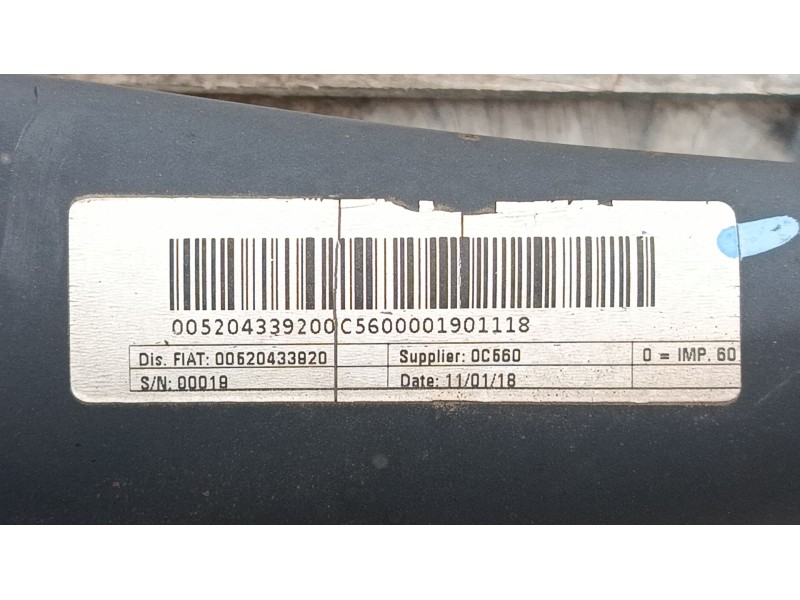 005204339200C5600001901118
Dis. FIAT: 00520433920 Supplier: 0C560 0 = IMP. 60
S/N: 00019 Date: 11/01/18